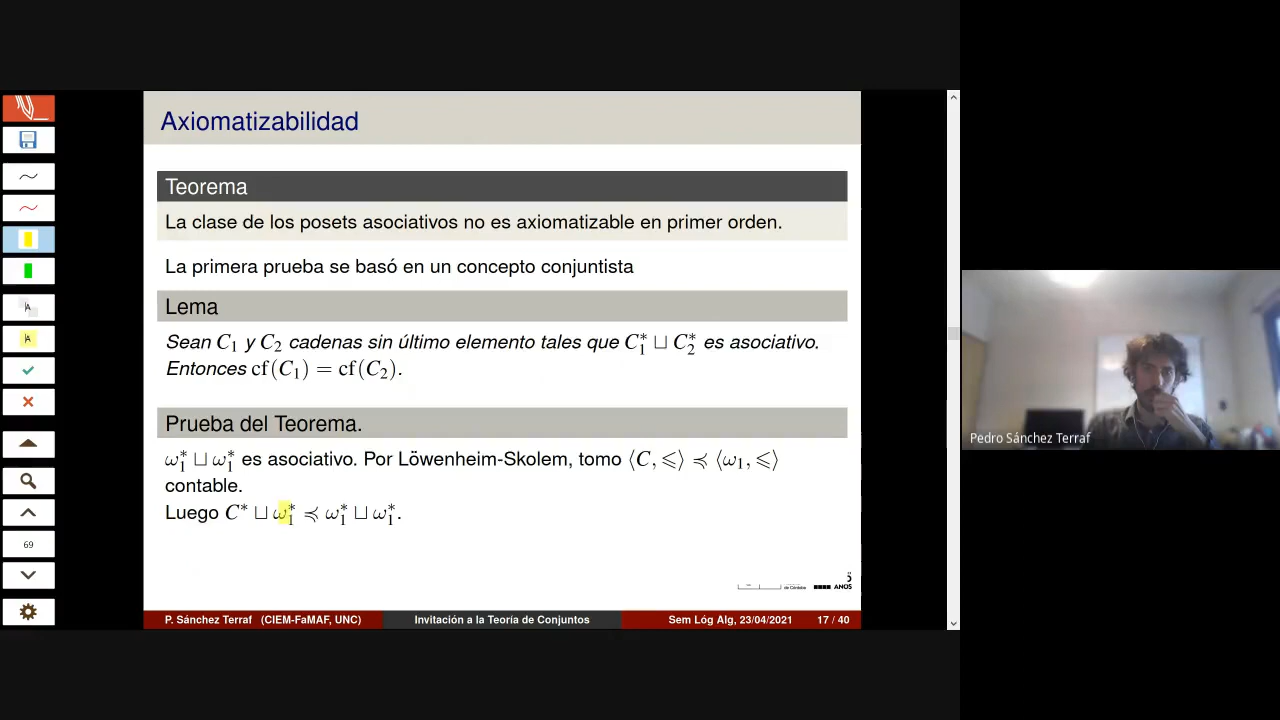 Axiomatizabilidad
Teorema
La clase de los posets asociativos no es axiomatizable en primer orden.
La primera prueba se basó en un concepto conjuntista
Lema
Sean C₁ y C₂ cadenas sin último elemento tales que C₁* ⊔ C₂* es asociativo.
Entonces cf(C₁) = cf(C₂).
Prueba del Teorema.
ω₁* ⊔ ω₁* es asociativo. Por Löwenheim-Skolem, tomo ⟨C, ⩽⟩ ≼ ⟨ω₁, ⩽⟩
contable.
Luego C* ⊔ ω₁* ≼ ω₁* ⊔ ω₁*.
AÑOS
P. Sánchez Terraf (CIEM-FaMAF, UNC) Invitación a la Teoría de Conjuntos Sem Lóg Alg, 23/04/2021 17 / 40
69
Pedro Sánchez Terraf